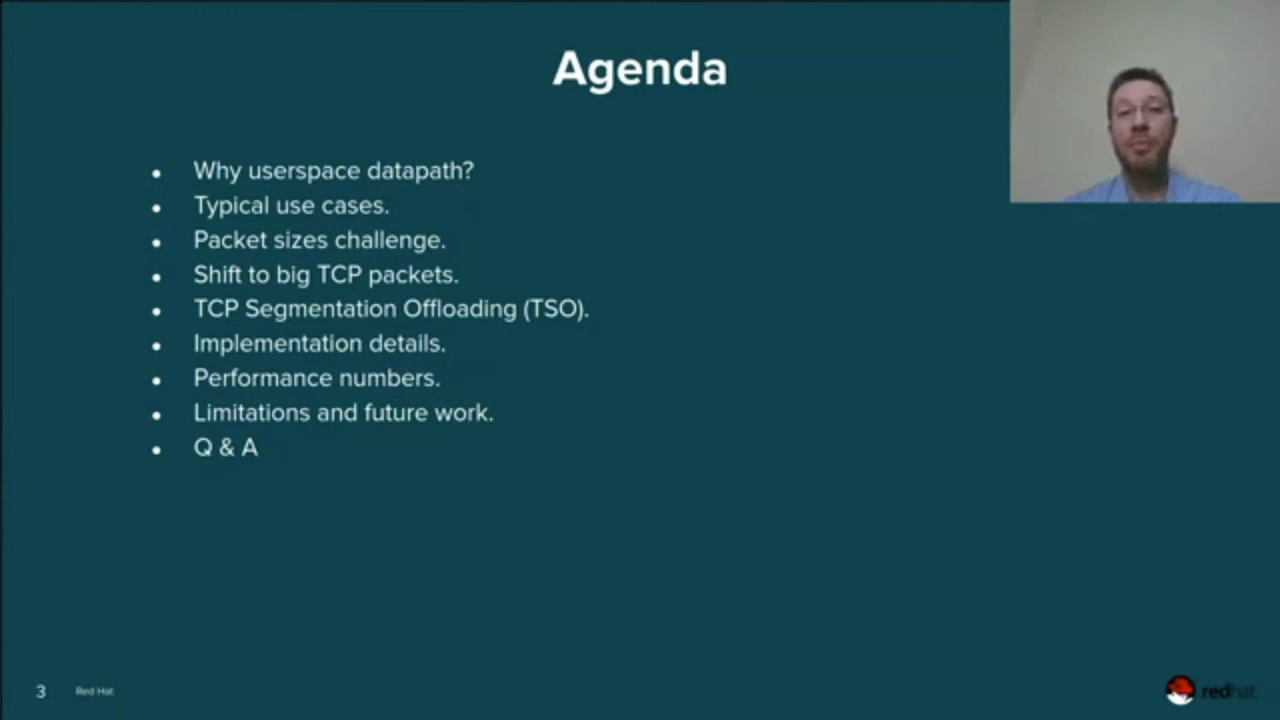 Agenda
• Why userspace datapath?
• Typical use cases.
• Packet sizes challenge.
• Shift to big TCP packets.
• TCP Segmentation Offloading (TSO).
• Implementation details.
• Performance numbers.
• Limitations and future work.
• Q & A
3 Red Hat
redhat